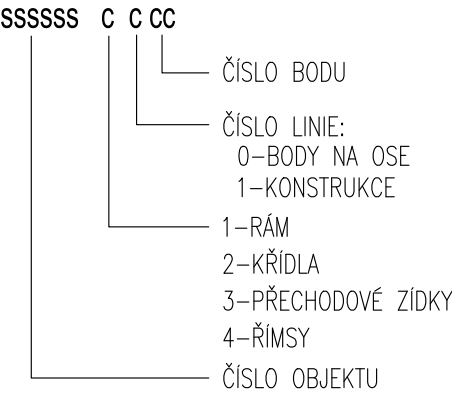 SSSSSS C C CC
ČÍSLO BODU
ČÍSLO LINIE:
0-BODY NA OSE
1-KONSTRUKCE
1-RÁM
2-KŘÍDLA
3-PŘECHODOVÉ ZÍDKY
4-ŘÍMSY
ČÍSLO OBJEKTU